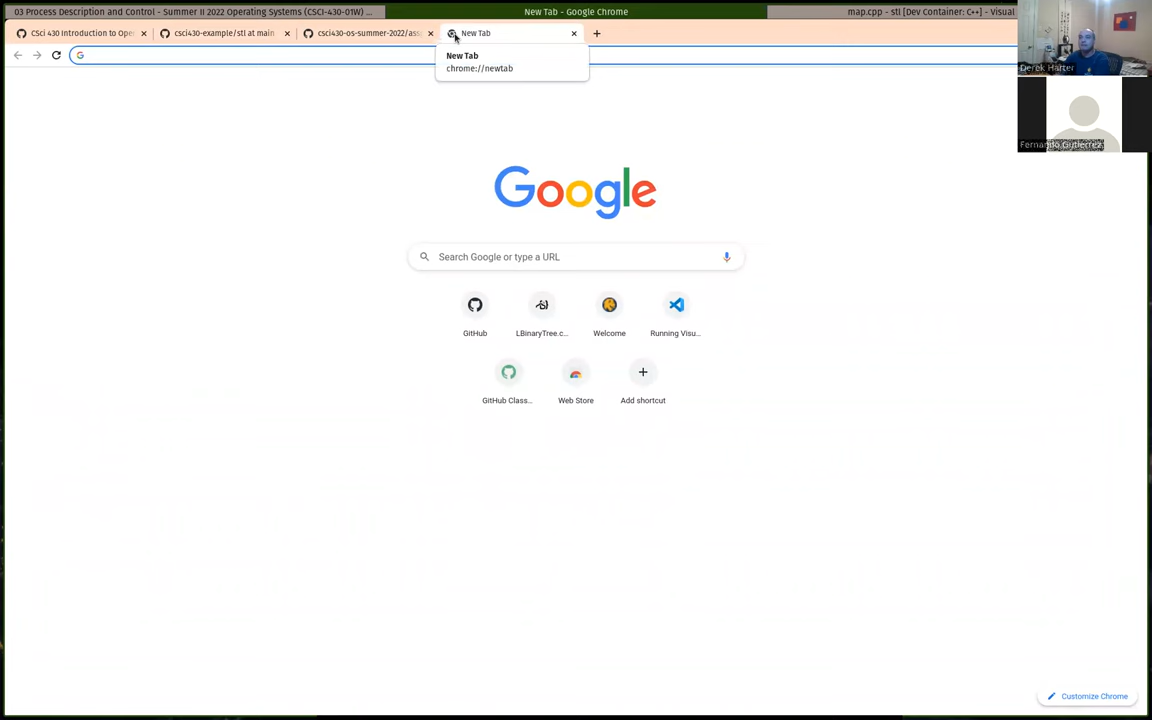 03 Process Description and Control - Summer II 2022 Operating Systems (CSCI-430-01W) ...
New Tab - Google Chrome
map.cpp - stl [Dev Container: C++] - Visual
CSci 430 Introduction to Ope
csci430-example/stl at main
csci430-os-summer-2022/ass
New Tab
New Tab
chrome://newtab
Derek Harter
Fernando Gutierrez
Google
Search Google or type a URL
GitHub
LBinaryTree.c...
Welcome
Running Visu...
GitHub Class...
Web Store
Add shortcut
Customize Chrome